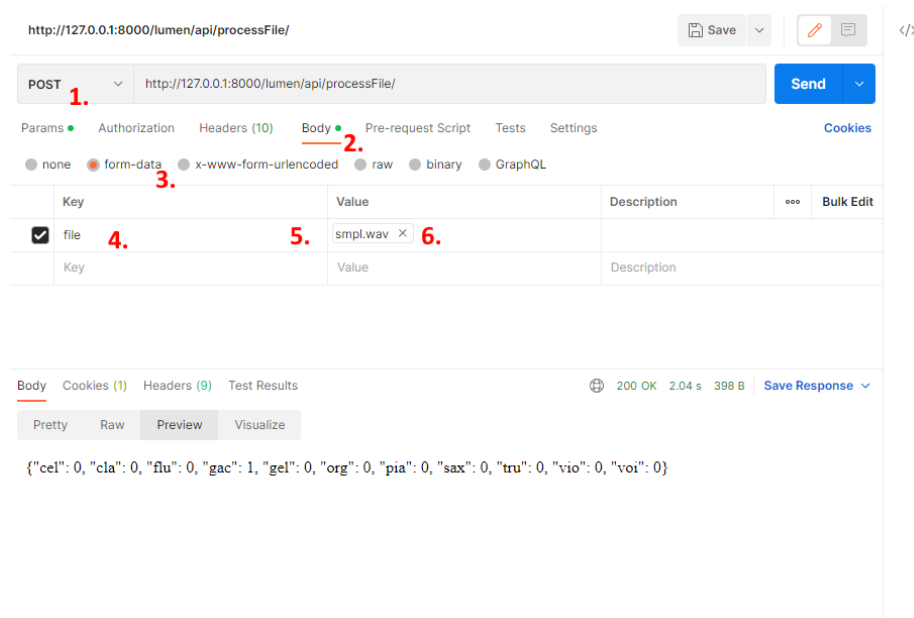 http://127.0.0.1:8000/lumen/api/processFile/ Save </>
POST http://127.0.0.1:8000/lumen/api/processFile/ Send
1.
Params Authorization Headers (10) Body Pre-request Script Tests Settings Cookies
2.
none form-data x-www-form-urlencoded raw binary GraphQL
3.
Key Value Description ooo Bulk Edit
file 4. 5. smpl.wav × 6.
Key Value Description
Body Cookies (1) Headers (9) Test Results 200 OK 2.04 s 398 B Save Response
Pretty Raw Preview Visualize
{"cel": 0, "cla": 0, "flu": 0, "gac": 1, "gel": 0, "org": 0, "pia": 0, "sax": 0, "tru": 0, "vio": 0, "voi": 0}